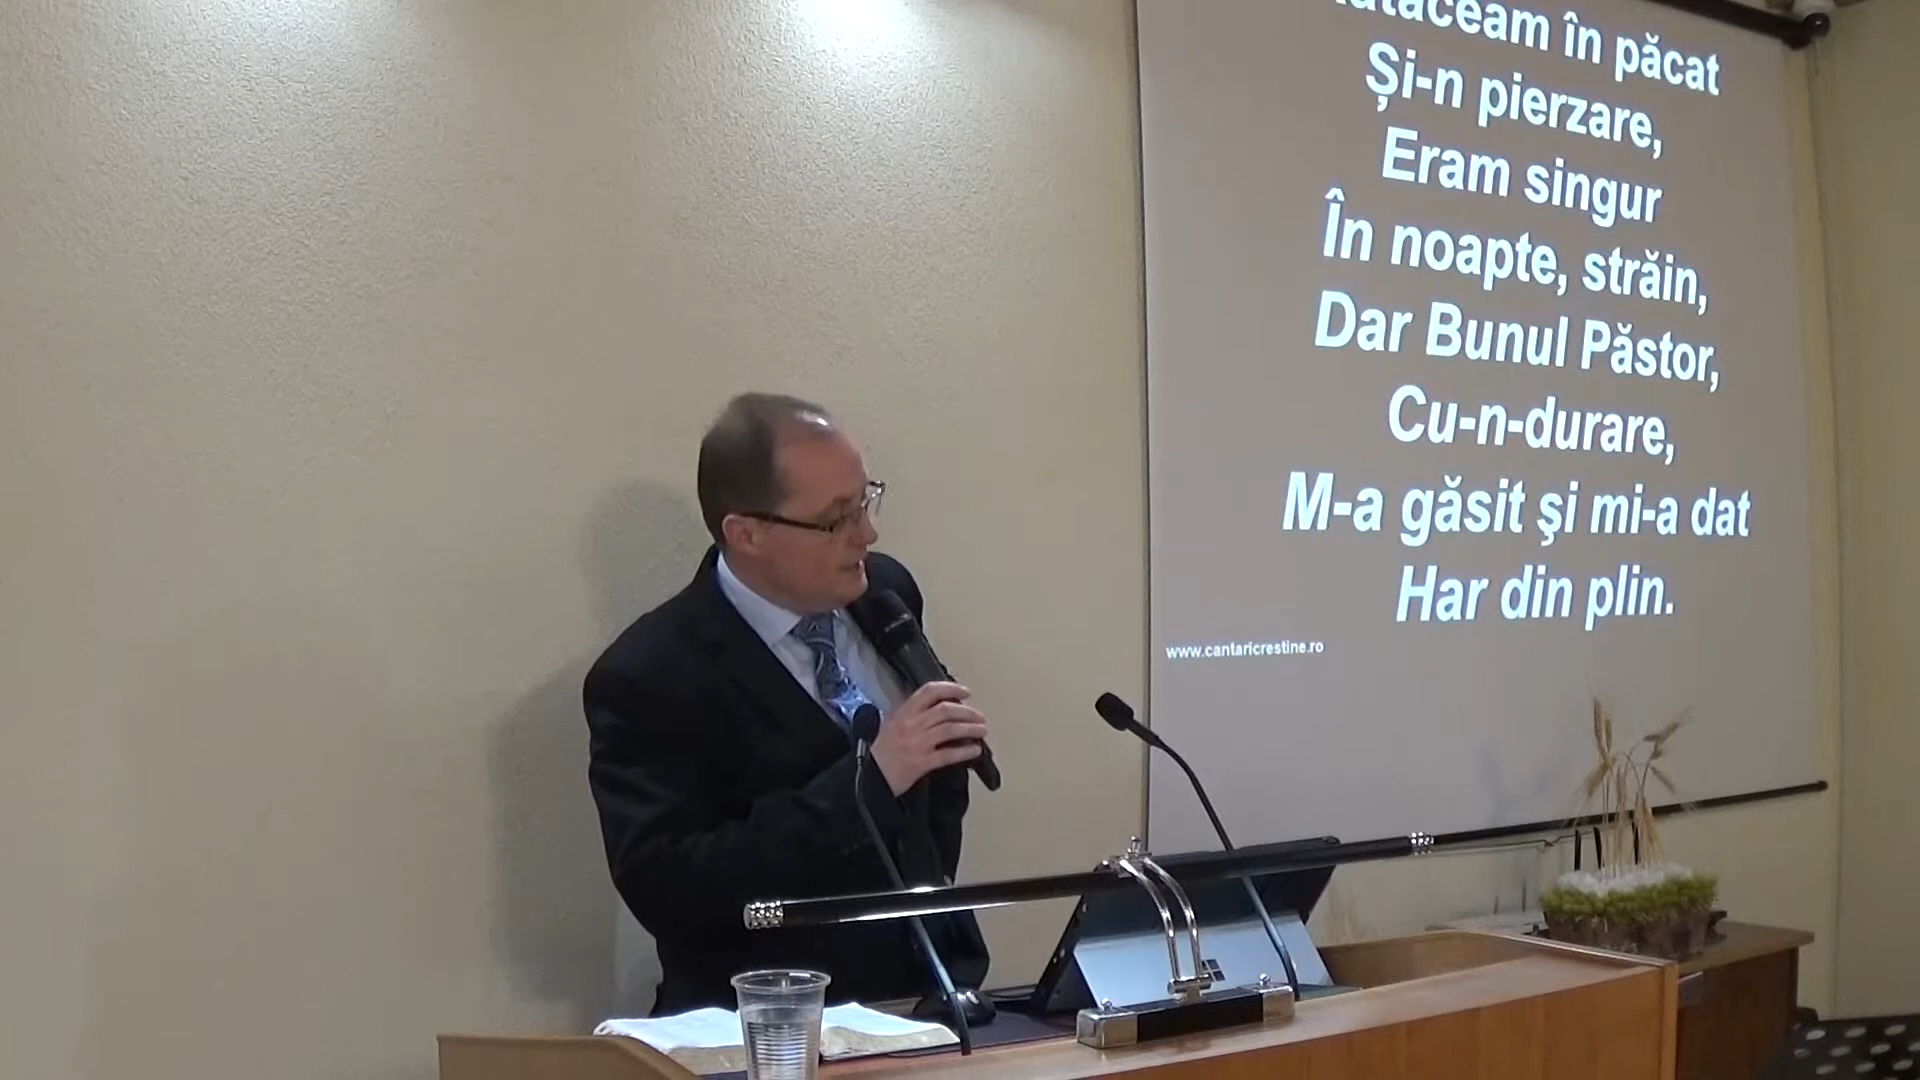 în păcat
Și-n pierzare,
Eram singur
În noapte, străin,
Dar Bunul Păstor,
Cu-n-durare,
M-a găsit şi mi-a dat
Har din plin.
www.cantaricrestine.ro